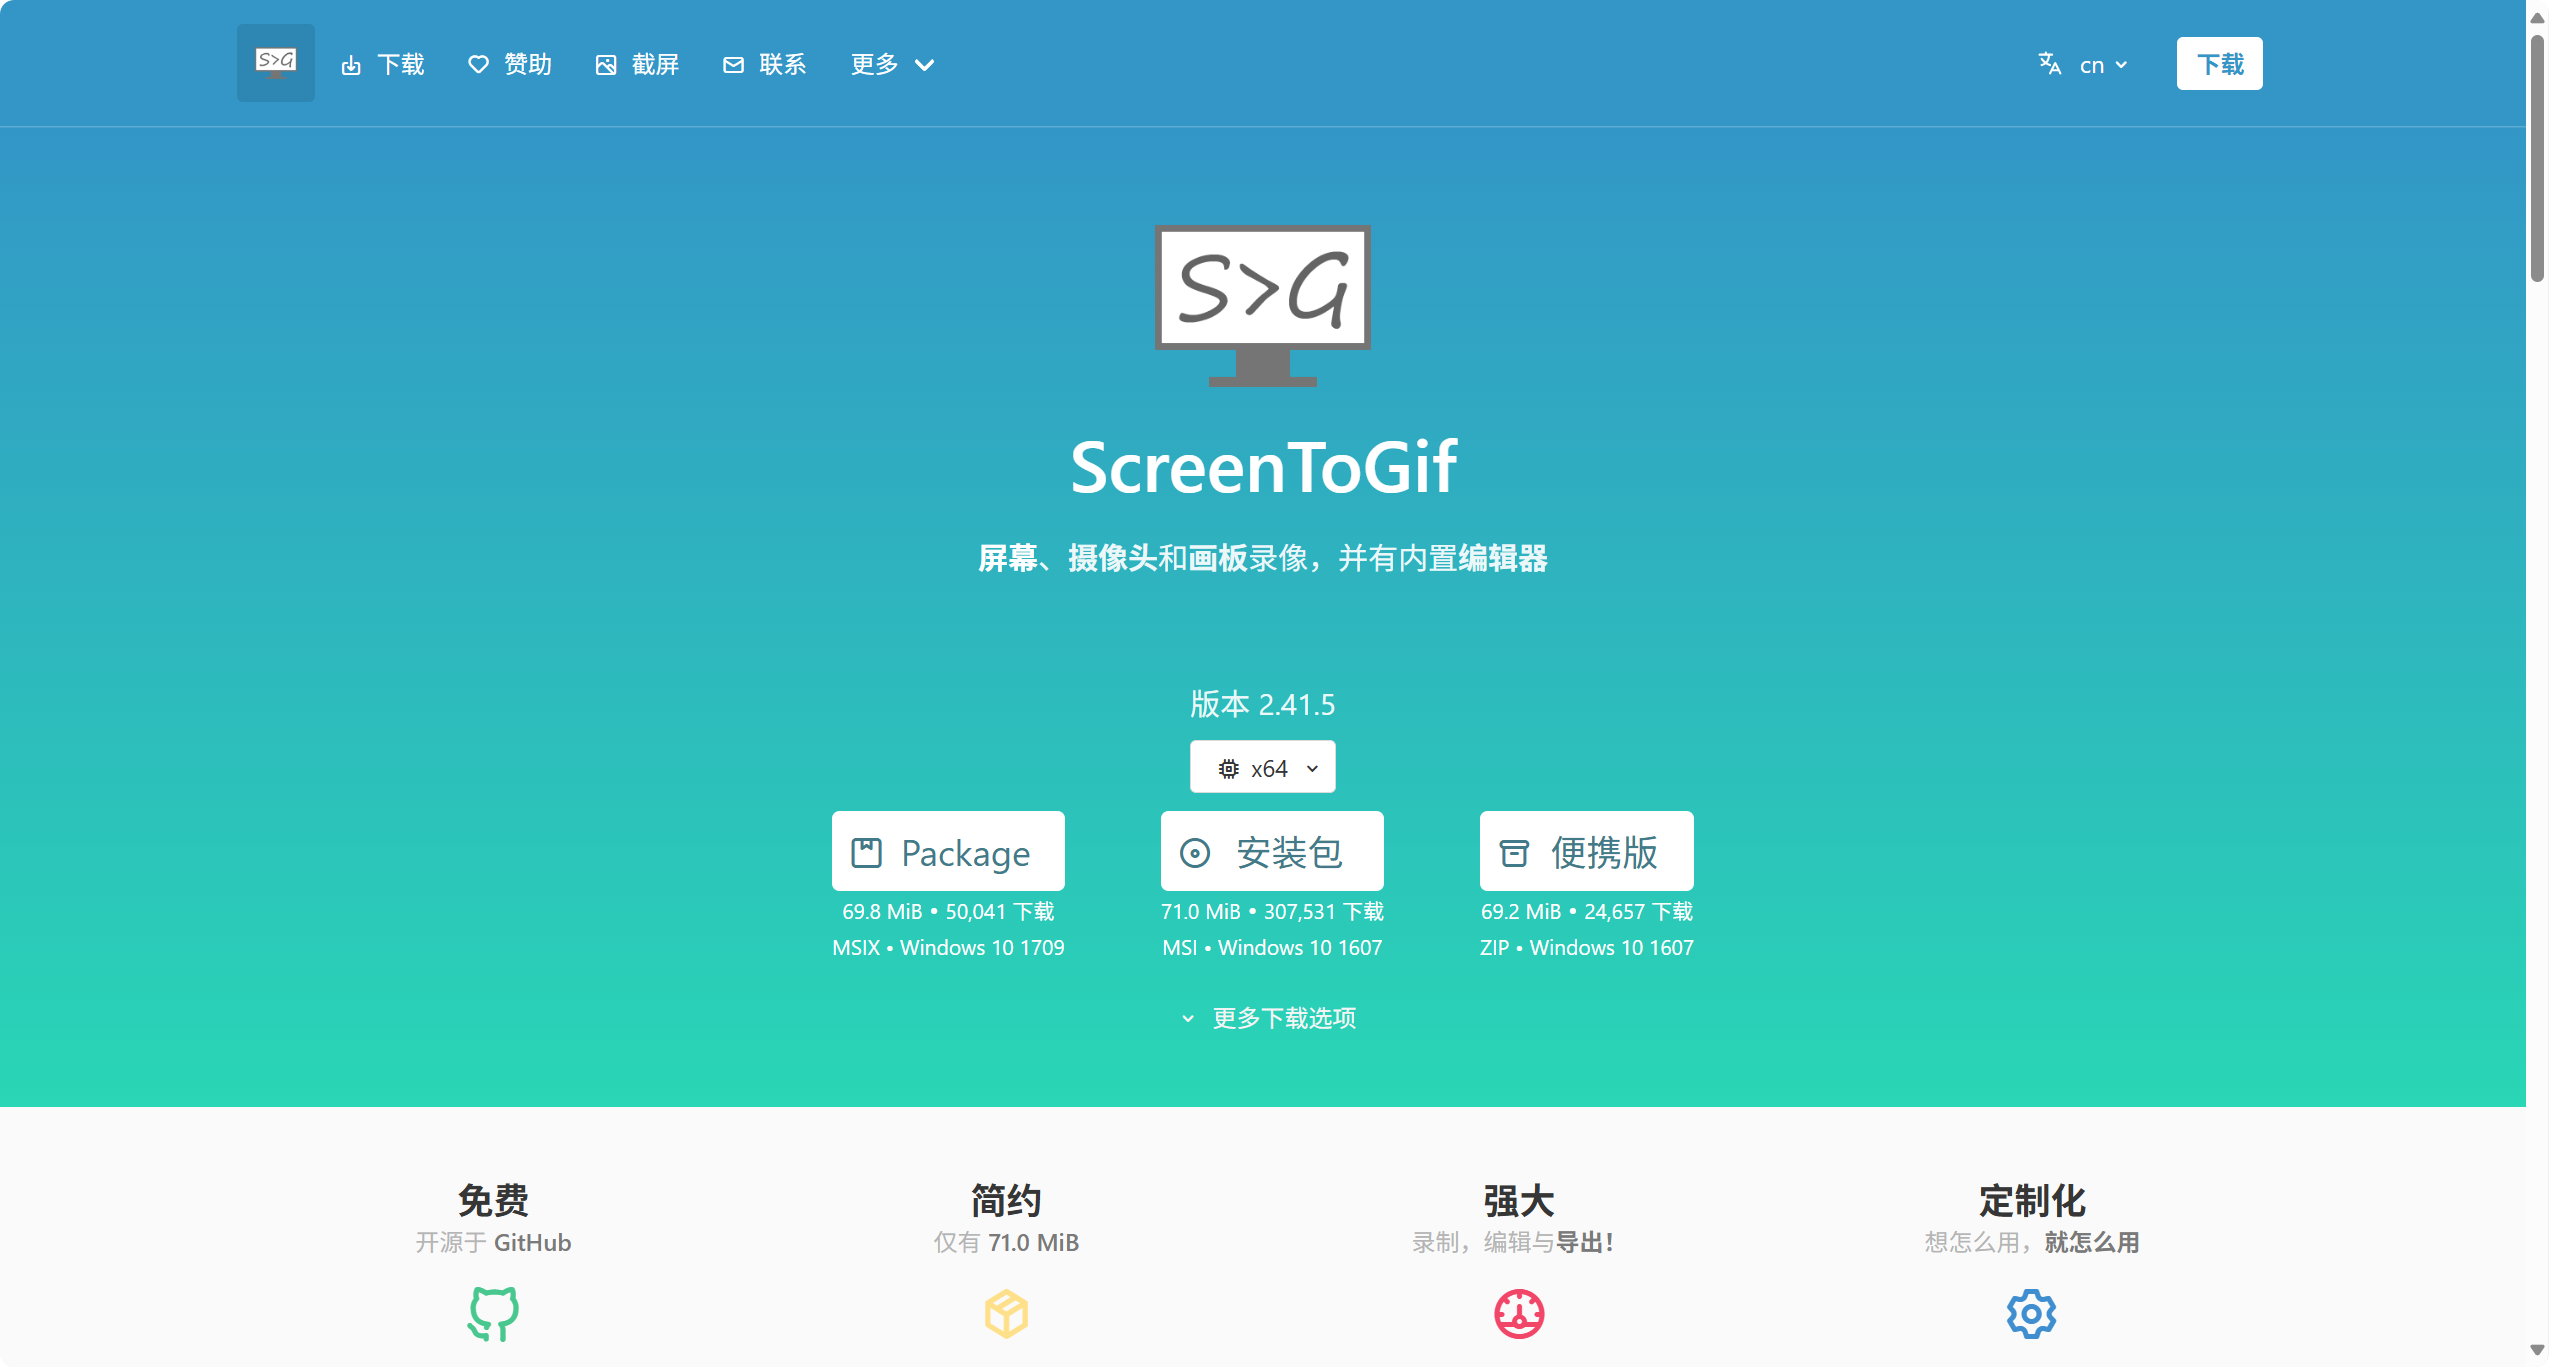 S>G 下载 赞助 截屏 联系 更多 cn 下载
S>G
ScreenToGif
屏幕、摄像头和画板录像，并有内置编辑器
版本 2.41.5
x64
Package 安装包 便携版
69.8 MiB • 50,041 下载 71.0 MiB • 307,531 下载 69.2 MiB • 24,657 下载
MSIX • Windows 10 1709 MSI • Windows 10 1607 ZIP • Windows 10 1607
更多下载选项
免费 简约 强大 定制化
开源于 GitHub 仅有 71.0 MiB 录制，编辑与导出！ 想怎么用，就怎么用